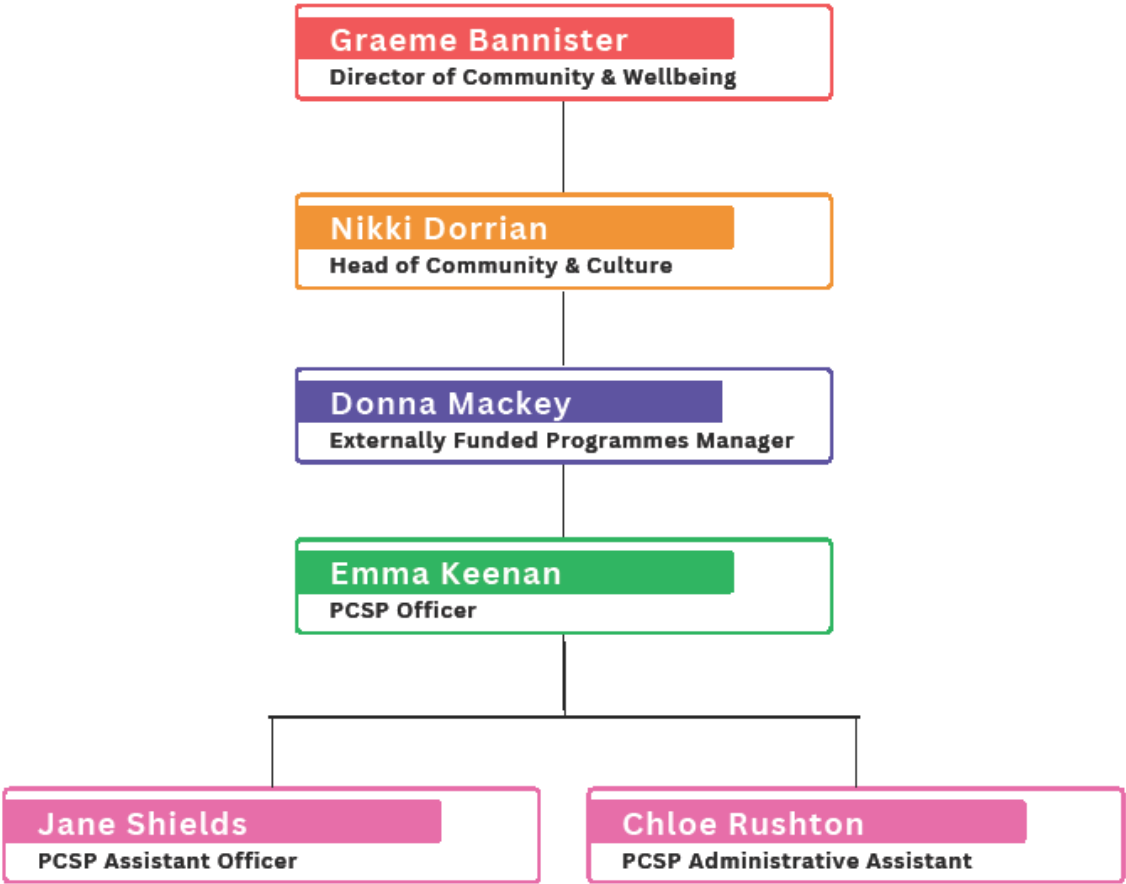 Graeme Bannister
Director of Community & Wellbeing
Nikki Dorrian
Head of Community & Culture
Donna Mackey
Externally Funded Programmes Manager
Emma Keenan
PCSP Officer
Jane Shields
PCSP Assistant Officer
Chloe Rushton
PCSP Administrative Assistant